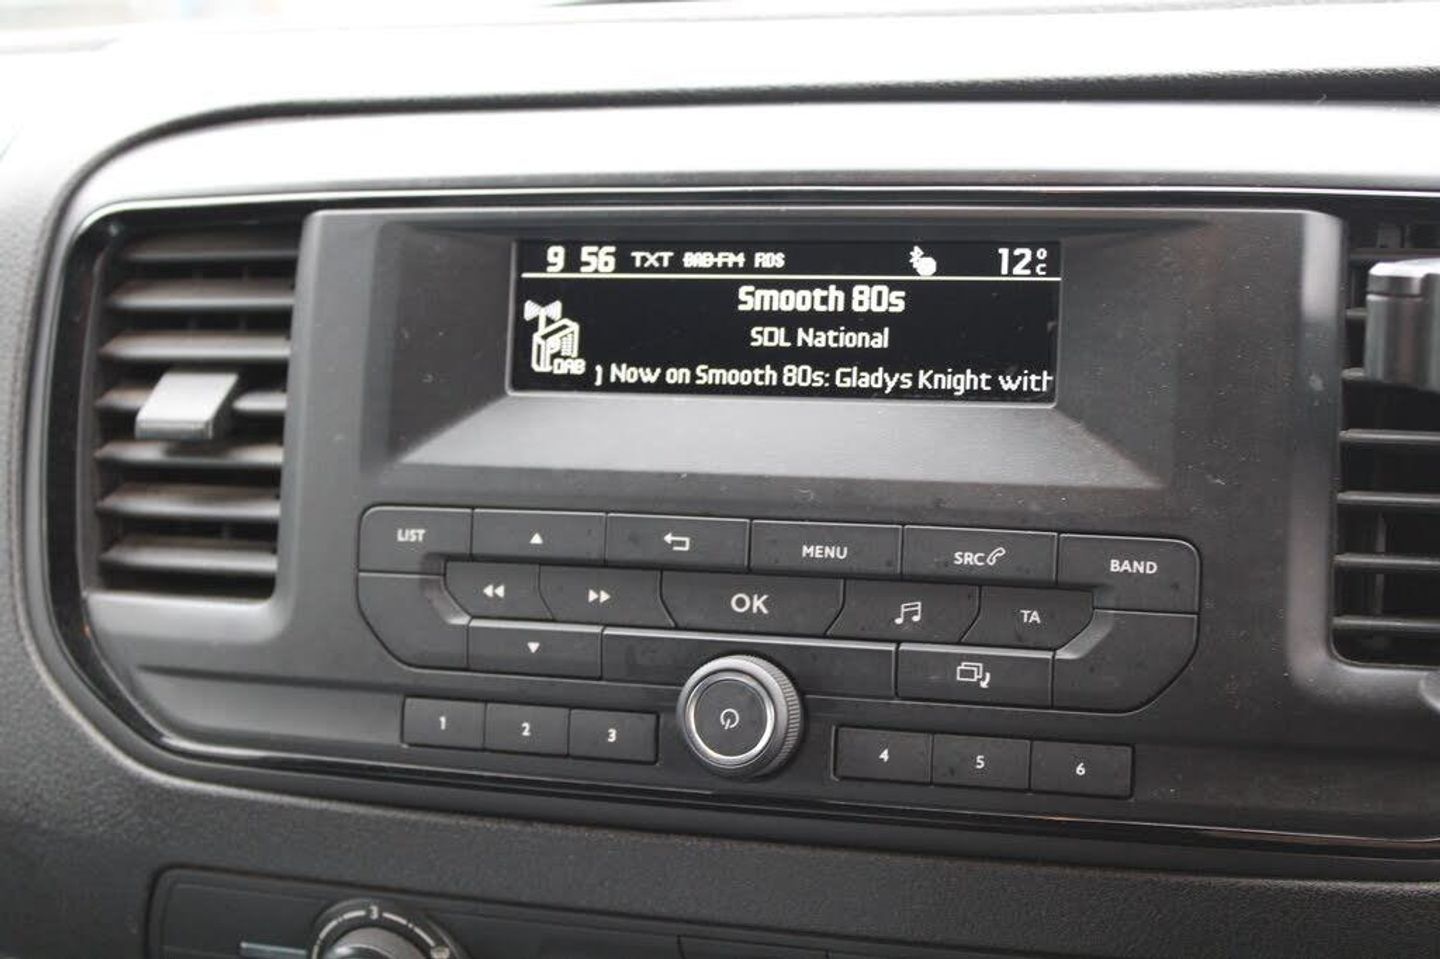 9 56 TXT DAB-FM RDS 12°C
Smooth 80s
SDL National
DAB
) Now on Smooth 80s: Gladys Knight with
LIST
MENU
SRC
BAND
OK
TA
1 2 3 4 5 6
3